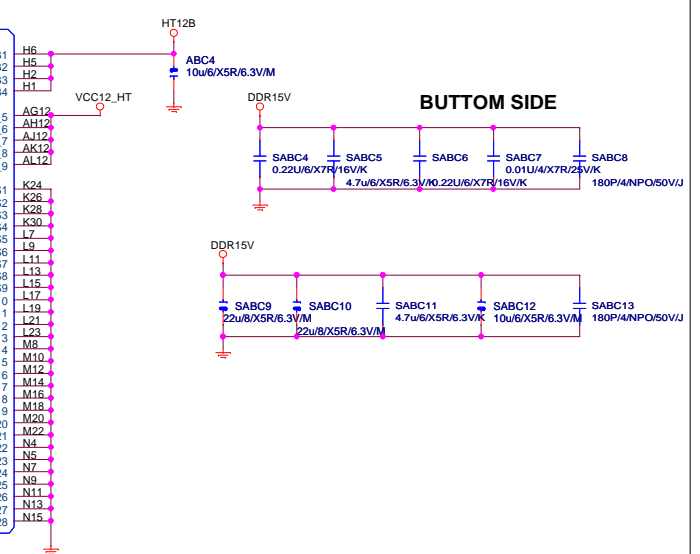 HT12B
ABC4
10u/6/X5R/6.3V/M
H6
H5
H2
H1
VCC12_HT
AG12
AH12
AJ12
AK12
AL12
DDR15V
BUTTOM SIDE
SABC4
0.22U/6/X7R/16V/K
SABC5
4.7u/6/X5R/6.3V/K
SABC6
0.22U/6/X7R/16V/K
SABC7
0.01U/4/X7R/25V/K
SABC8
180P/4/NPO/50V/J
DDR15V
SABC9
22u/8/X5R/6.3V/M
SABC10
22u/8/X5R/6.3V/M
SABC11
4.7u/6/X5R/6.3V/K
SABC12
10u/6/X5R/6.3V/M
SABC13
180P/4/NPO/50V/J
K24
K26
K28
K30
L7
L9
L11
L13
L15
L17
L19
L21
L23
M8
M10
M12
M14
M16
M18
M20
M22
N4
N5
N7
N9
N11
N13
N15